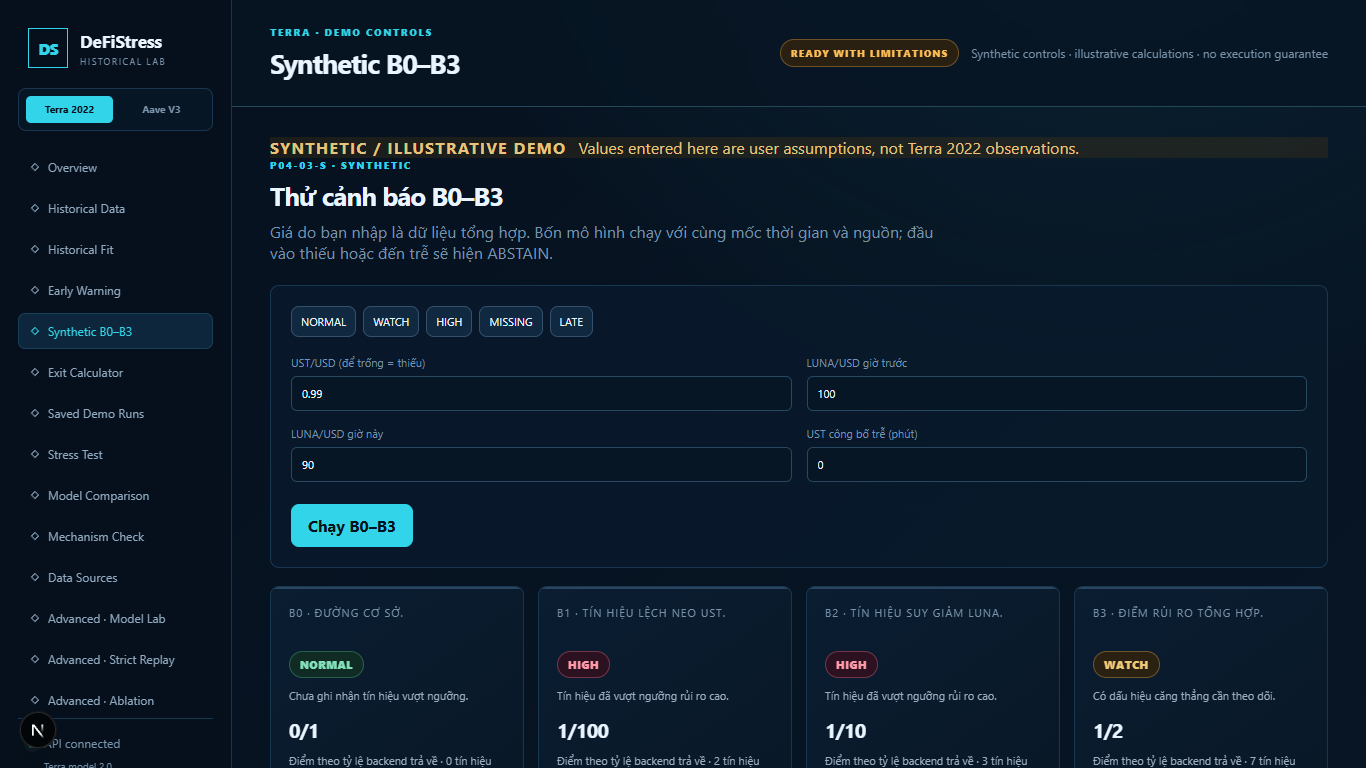 DS
DeFiStress
HISTORICAL LAB
Terra 2022
Aave V3
Overview
Historical Data
Historical Fit
Early Warning
Synthetic B0–B3
Exit Calculator
Saved Demo Runs
Stress Test
Model Comparison
Mechanism Check
Data Sources
Advanced · Model Lab
Advanced · Strict Replay
Advanced · Ablation
N
API connected
Terra model 2.0
TERRA · DEMO CONTROLS
Synthetic B0–B3
READY WITH LIMITATIONS
Synthetic controls · illustrative calculations · no execution guarantee
SYNTHETIC / ILLUSTRATIVE DEMO Values entered here are user assumptions, not Terra 2022 observations.
P04-03-S · SYNTHETIC
Thử cảnh báo B0–B3
Giá do bạn nhập là dữ liệu tổng hợp. Bốn mô hình chạy với cùng mốc thời gian và nguồn; đầu
vào thiếu hoặc đến trễ sẽ hiện ABSTAIN.
NORMAL WATCH HIGH MISSING LATE
UST/USD (để trống = thiếu)
0.99
LUNA/USD giờ trước
100
LUNA/USD giờ này
90
UST công bố trễ (phút)
0
Chạy B0–B3
B0 · ĐƯỜNG CƠ SỞ.
NORMAL
Chưa ghi nhận tín hiệu vượt ngưỡng.
0/1
Điểm theo tỷ lệ backend trả về · 0 tín hiệu
B1 · TÍN HIỆU LỆCH NEO UST.
HIGH
Tín hiệu đã vượt ngưỡng rủi ro cao.
1/100
Điểm theo tỷ lệ backend trả về · 2 tín hiệu
B2 · TÍN HIỆU SUY GIẢM LUNA.
HIGH
Tín hiệu đã vượt ngưỡng rủi ro cao.
1/10
Điểm theo tỷ lệ backend trả về · 3 tín hiệu
B3 · ĐIỂM RỦI RO TỔNG HỢP.
WATCH
Có dấu hiệu căng thẳng cần theo dõi.
1/2
Điểm theo tỷ lệ backend trả về · 7 tín hiệu